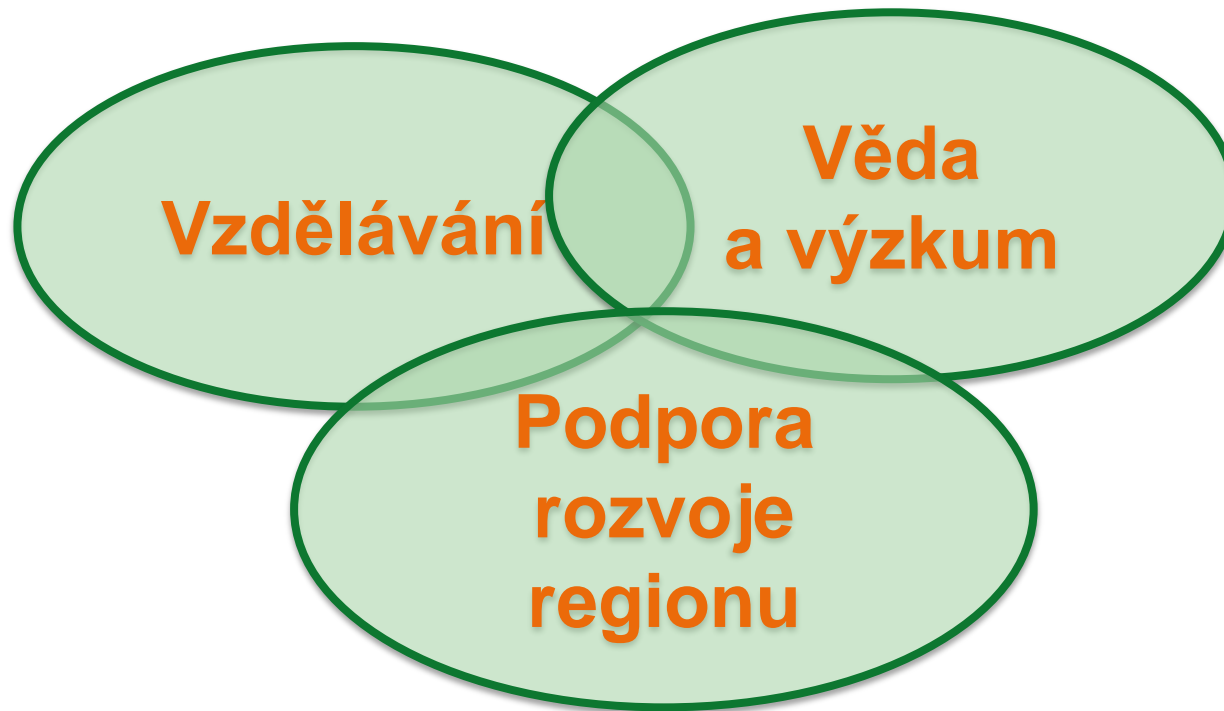 Vzdělávání
Věda
a výzkum
Podpora
rozvoje
regionu